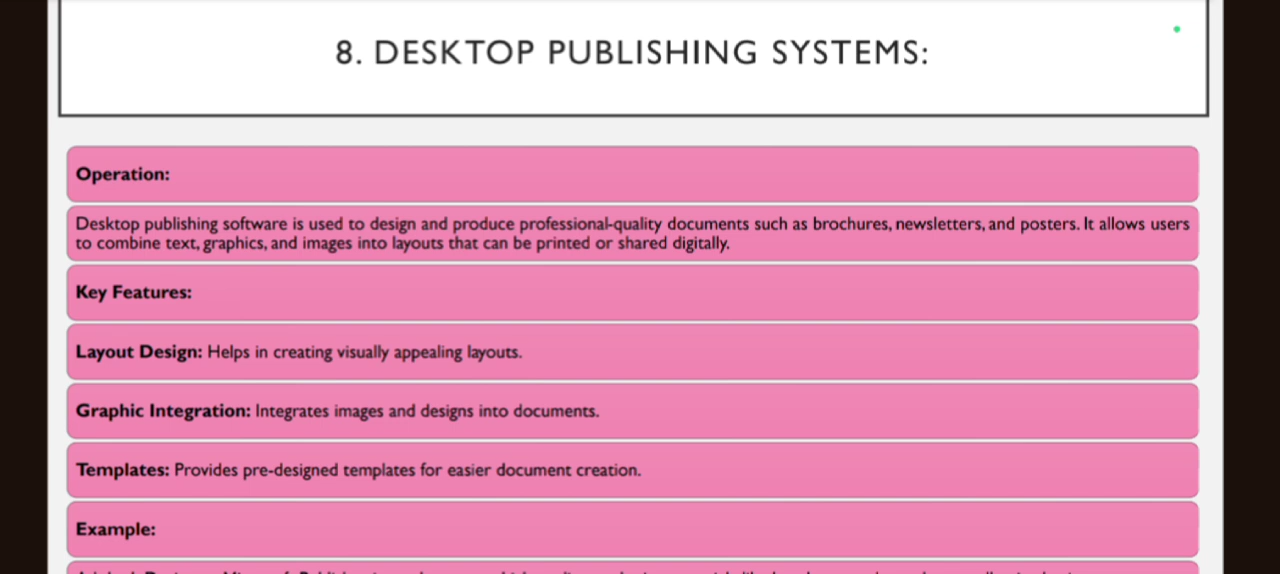 8. DESKTOP PUBLISHING SYSTEMS:
Operation:
Desktop publishing software is used to design and produce professional-quality documents such as brochures, newsletters, and posters. It allows users
to combine text, graphics, and images into layouts that can be printed or shared digitally.
Key Features:
Layout Design: Helps in creating visually appealing layouts.
Graphic Integration: Integrates images and designs into documents.
Templates: Provides pre-designed templates for easier document creation.
Example: